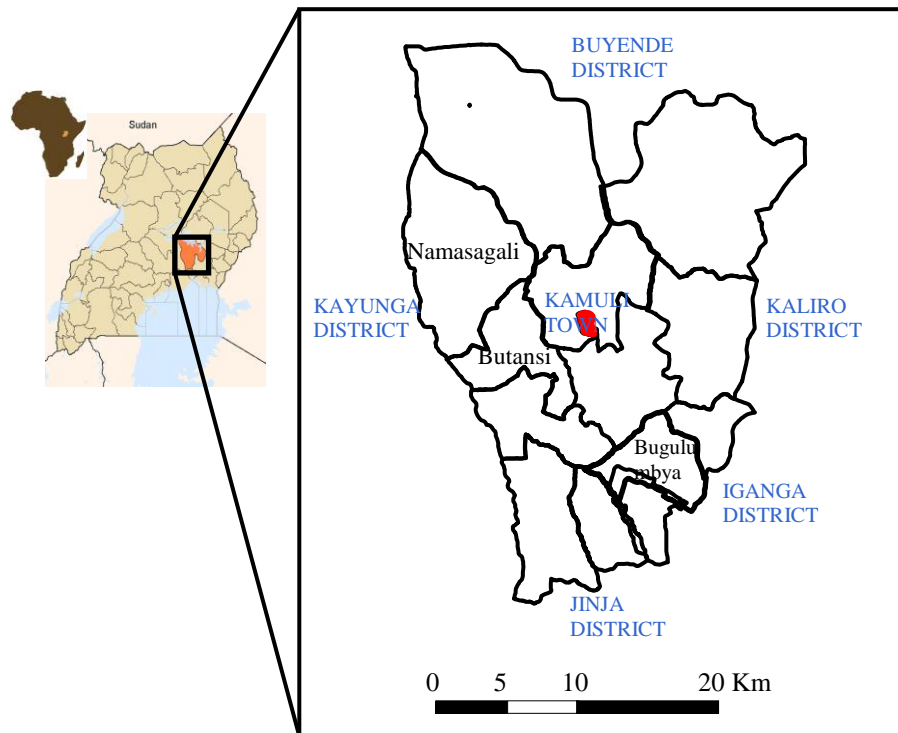 Sudan
BUYENDE
DISTRICT
Namasagali
KAYUNGA
DISTRICT
KAMULI
TOWN
KALIRO
DISTRICT
Butansi
Bugulu
mbya
IGANGA
DISTRICT
JINJA
DISTRICT
0 5 10 20 Km